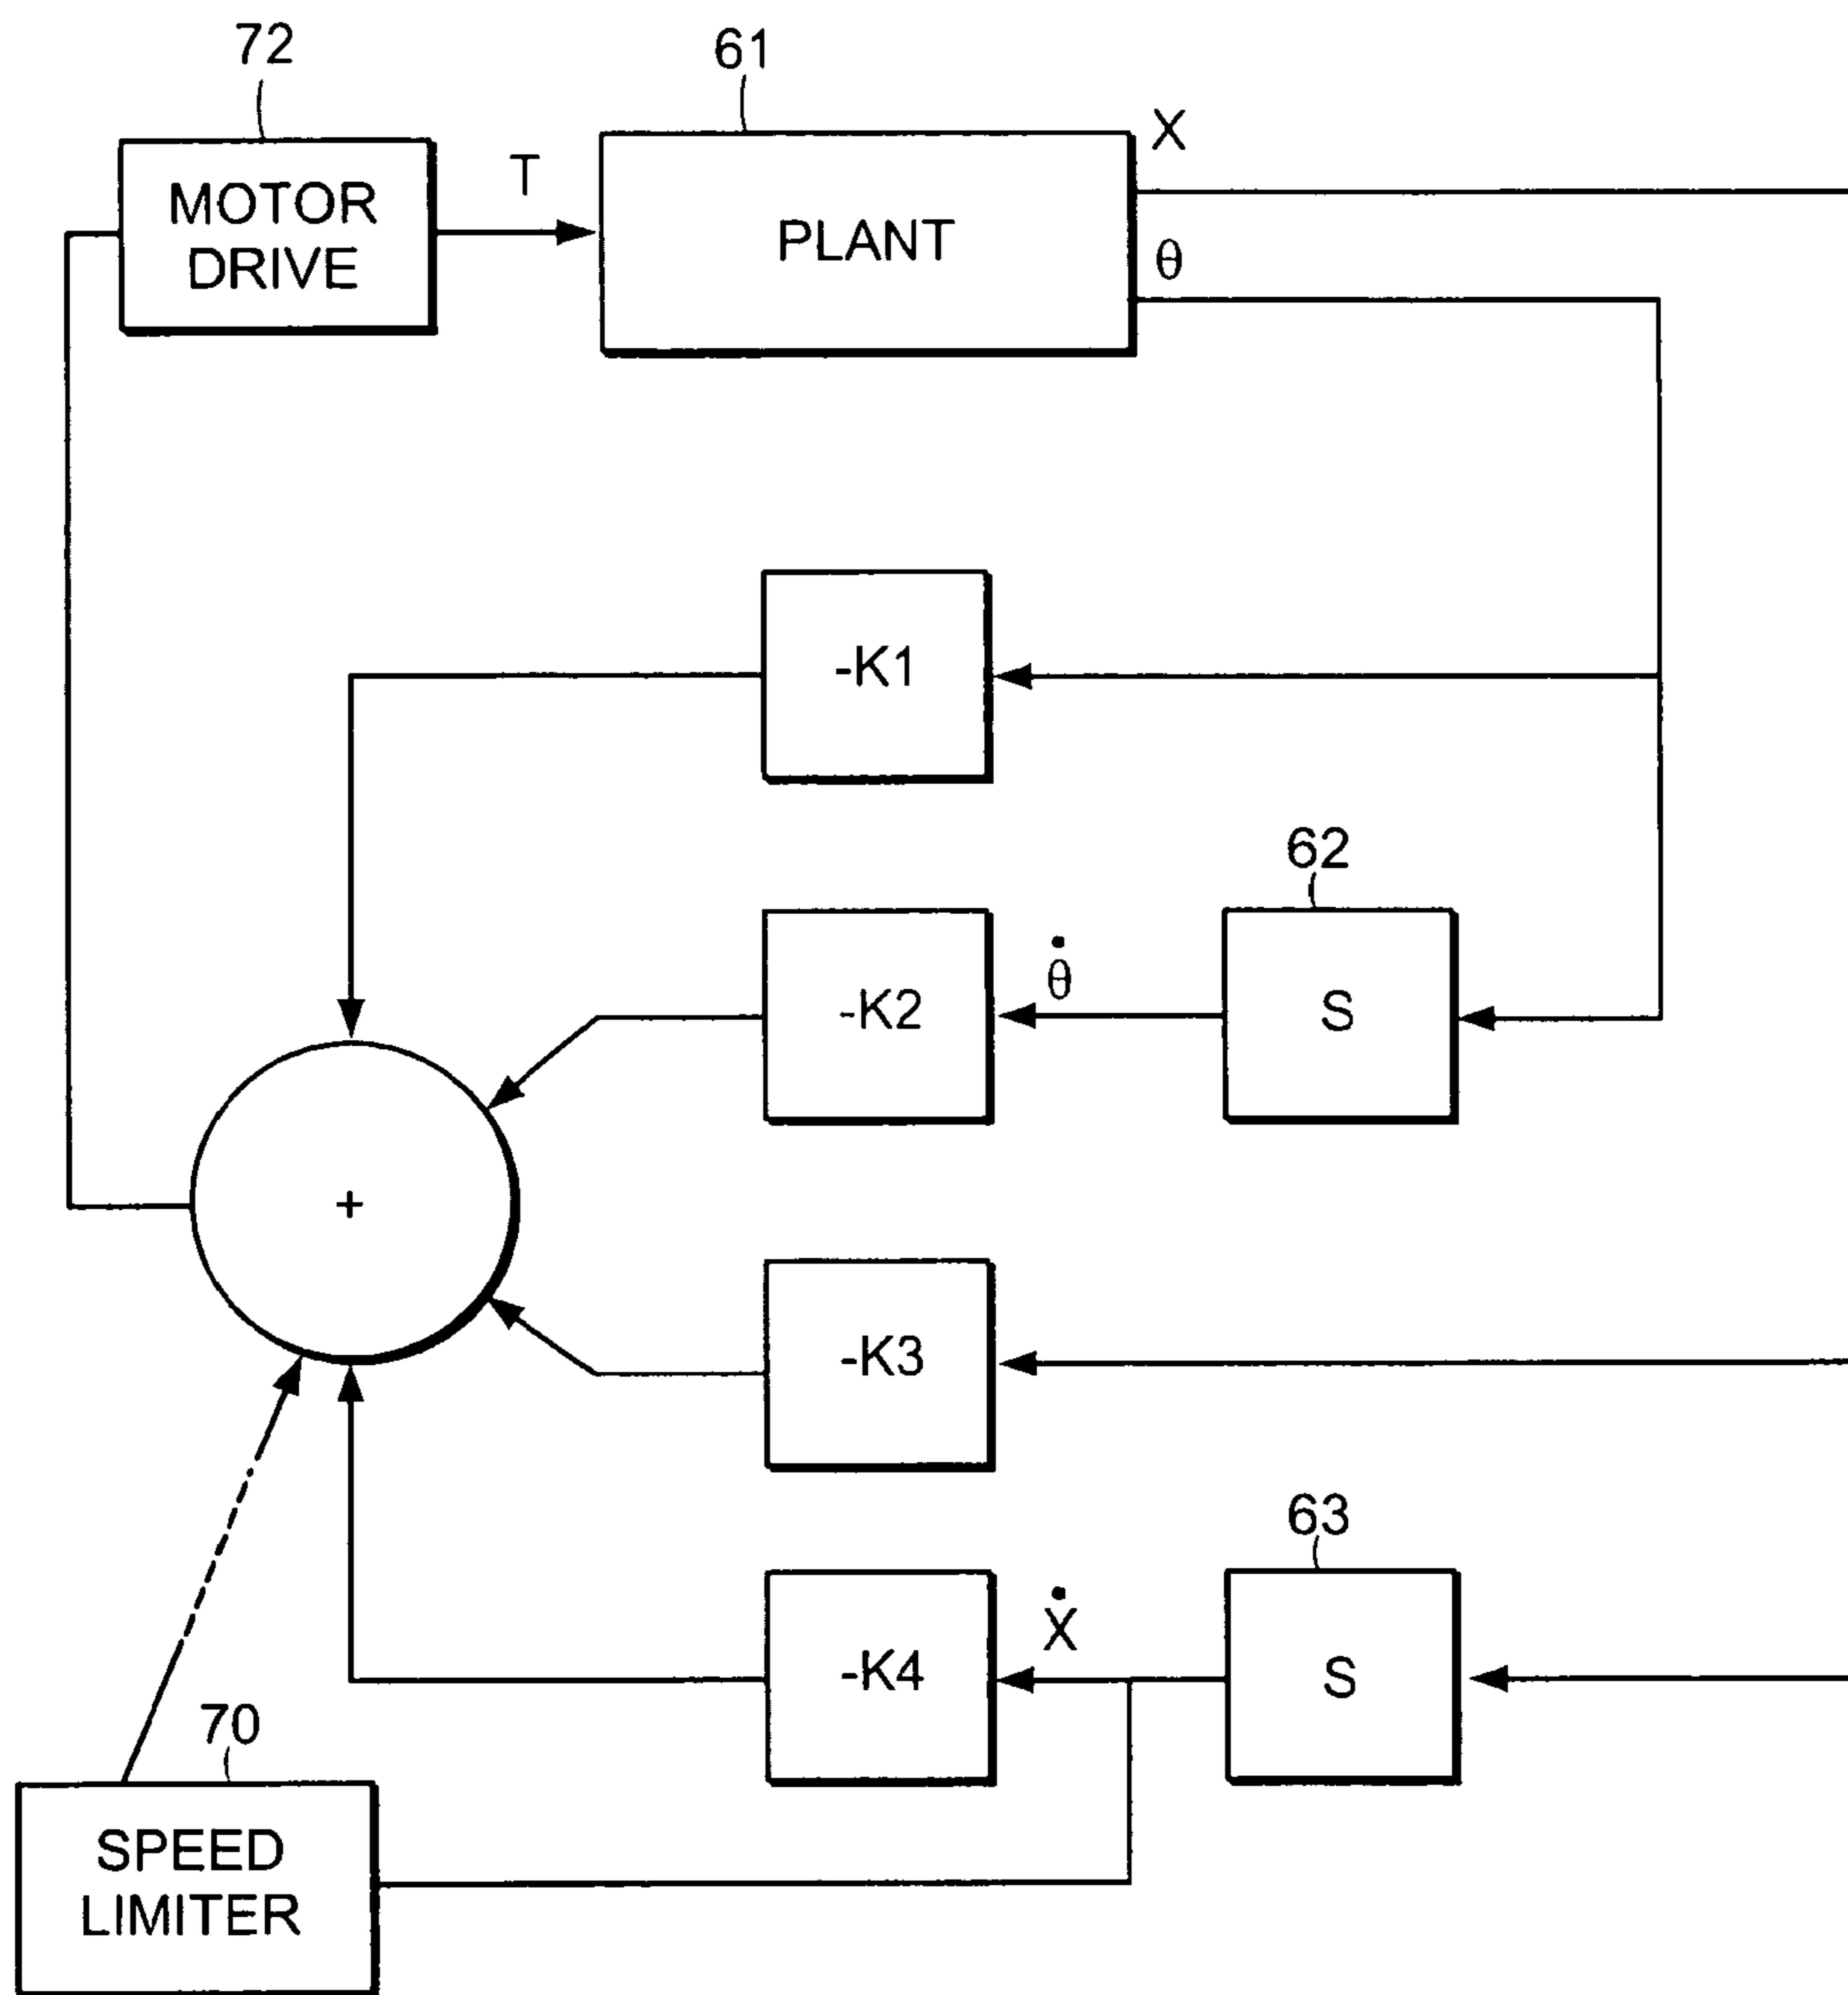 72
61
MOTOR
DRIVE
T
PLANT
X
θ
-K1
62
-K2
θ̇
S
+
-K3
63
-K4
Ẋ
S
70
SPEED
LIMITER